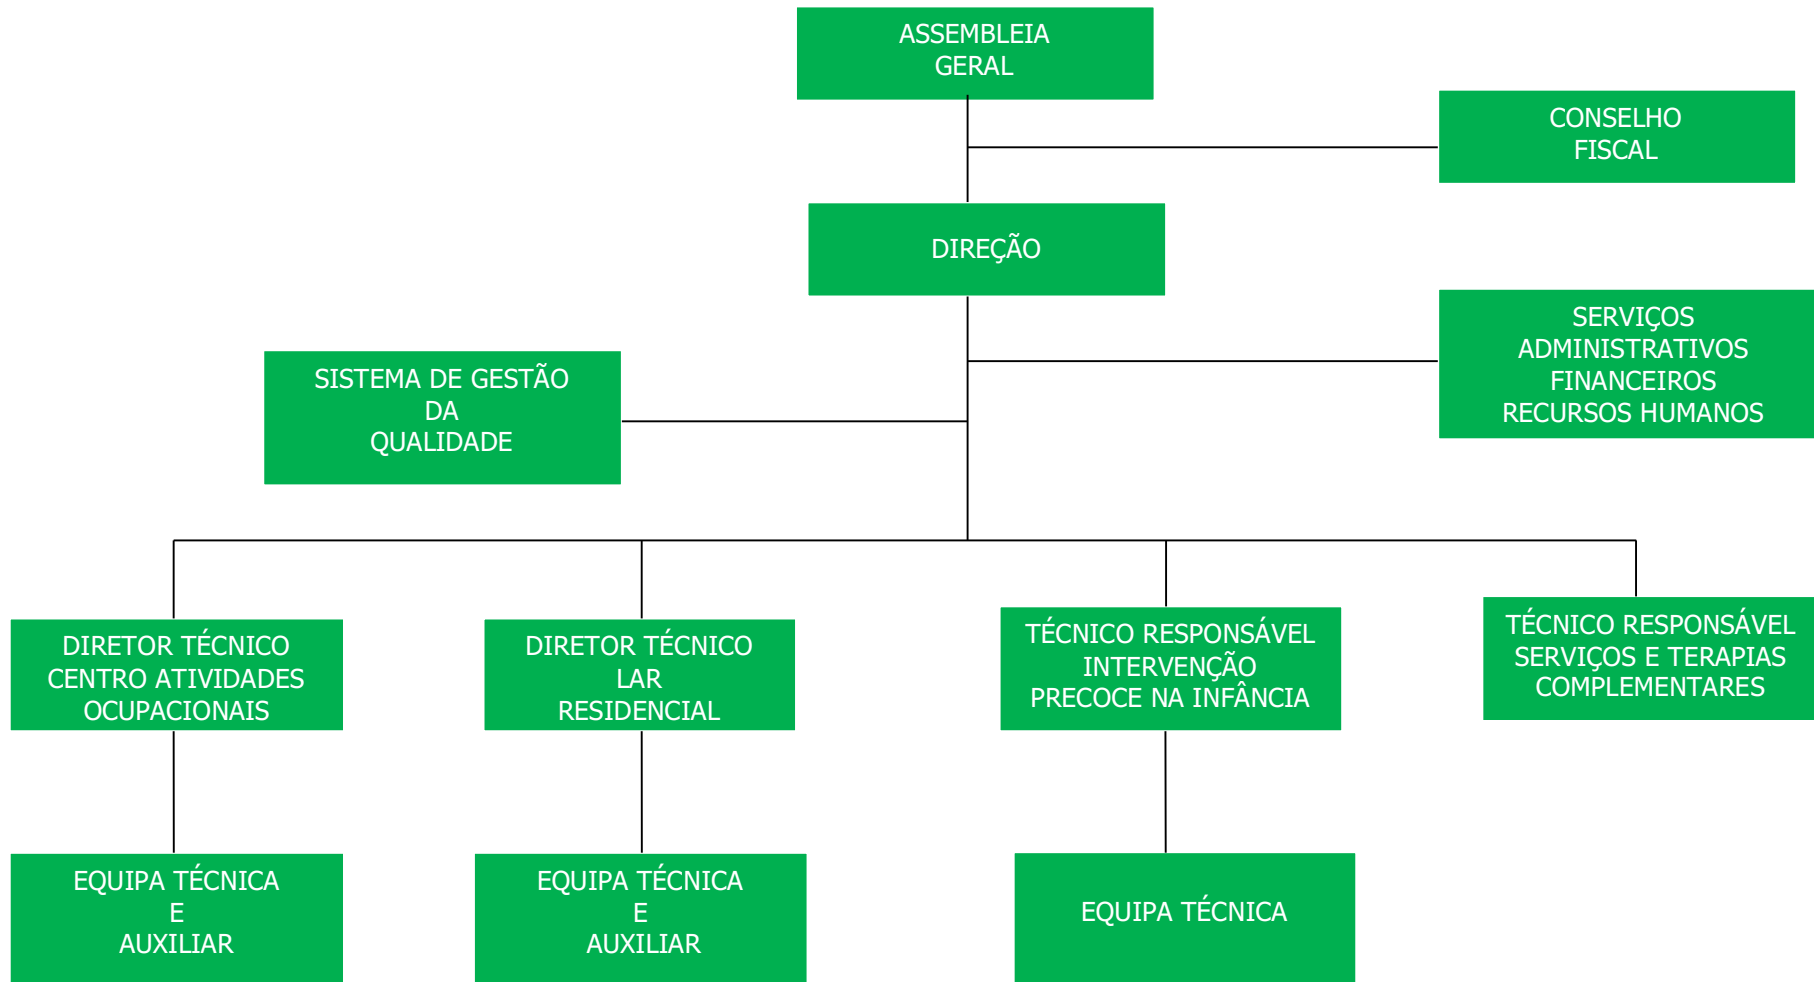 ASSEMBLEIA
GERAL
CONSELHO
FISCAL
DIREÇÃO
SERVIÇOS
ADMINISTRATIVOS
FINANCEIROS
RECURSOS HUMANOS
SISTEMA DE GESTÃO
DA
QUALIDADE
DIRETOR TÉCNICO
CENTRO ATIVIDADES
OCUPACIONAIS
DIRETOR TÉCNICO
LAR
RESIDENCIAL
TÉCNICO RESPONSÁVEL
INTERVENÇÃO
PRECOCE NA INFÂNCIA
TÉCNICO RESPONSÁVEL
SERVIÇOS E TERAPIAS
COMPLEMENTARES
EQUIPA TÉCNICA
E
AUXILIAR
EQUIPA TÉCNICA
E
AUXILIAR
EQUIPA TÉCNICA